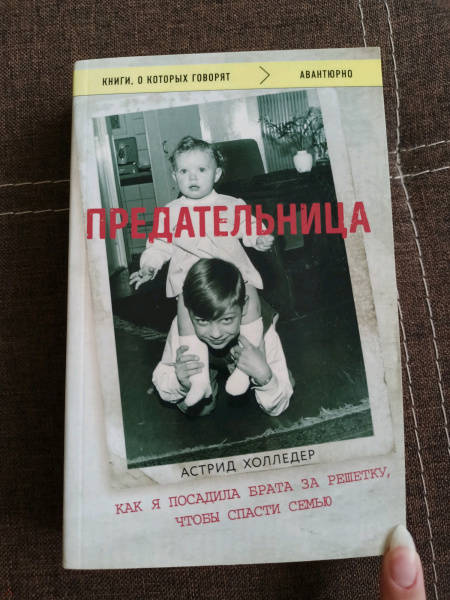 КНИГИ, О КОТОРЫХ ГОВОРЯТ > АВАНТЮРНО
ПРЕДАТЕЛЬНИЦА
АСТРИД ХОЛЛЕДЕР
КАК Я ПОСАДИЛА БРАТА ЗА РЕШЕТКУ,
ЧТОБЫ СПАСТИ СЕМЬЮ